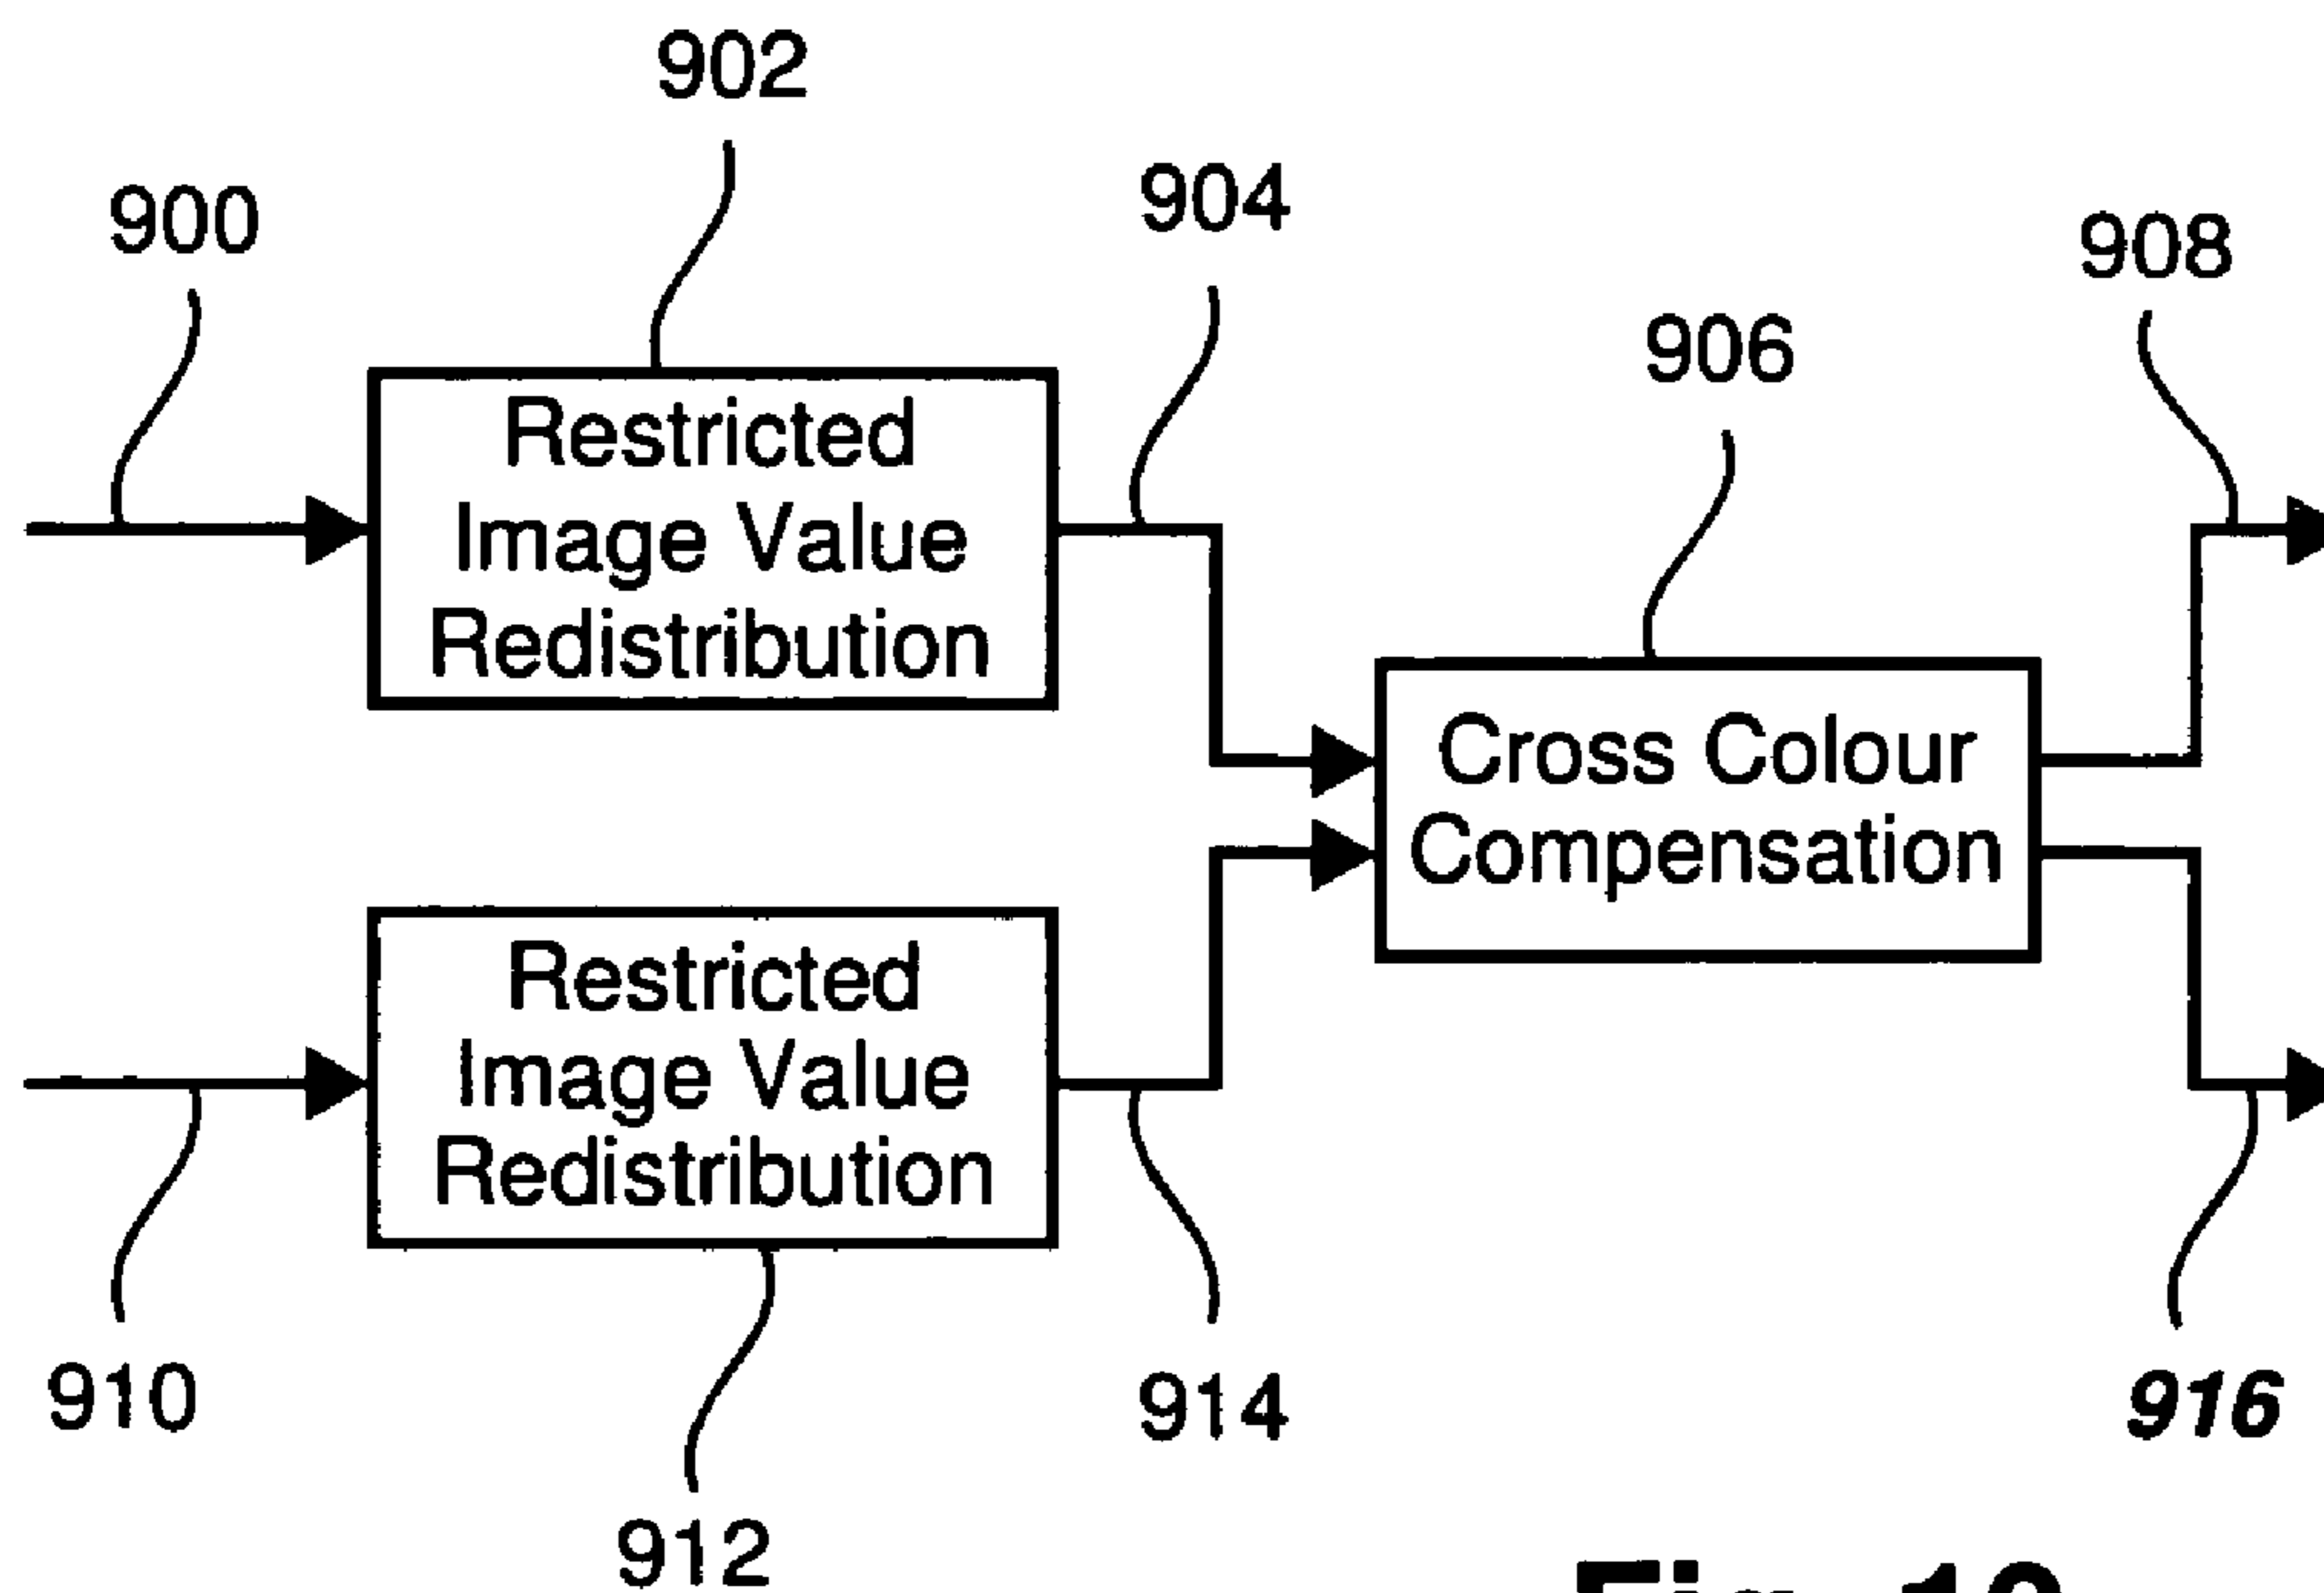 902
900
904
908
906
Restricted
Image Value
Redistribution
Cross Colour
Compensation
Restricted
Image Value
Redistribution
910
914
916
912